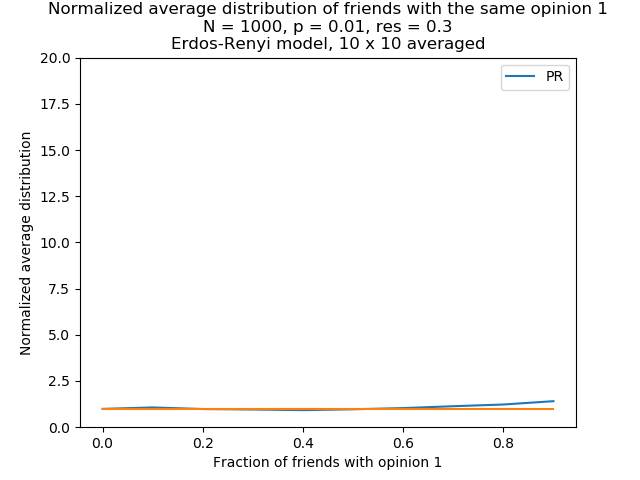 Normalized average distribution of friends with the same opinion 1
N = 1000, p = 0.01, res = 0.3
Erdos-Renyi model, 10 x 10 averaged
PR
Normalized average distribution
20.0
17.5
15.0
12.5
10.0
7.5
5.0
2.5
0.0
0.0 0.2 0.4 0.6 0.8
Fraction of friends with opinion 1